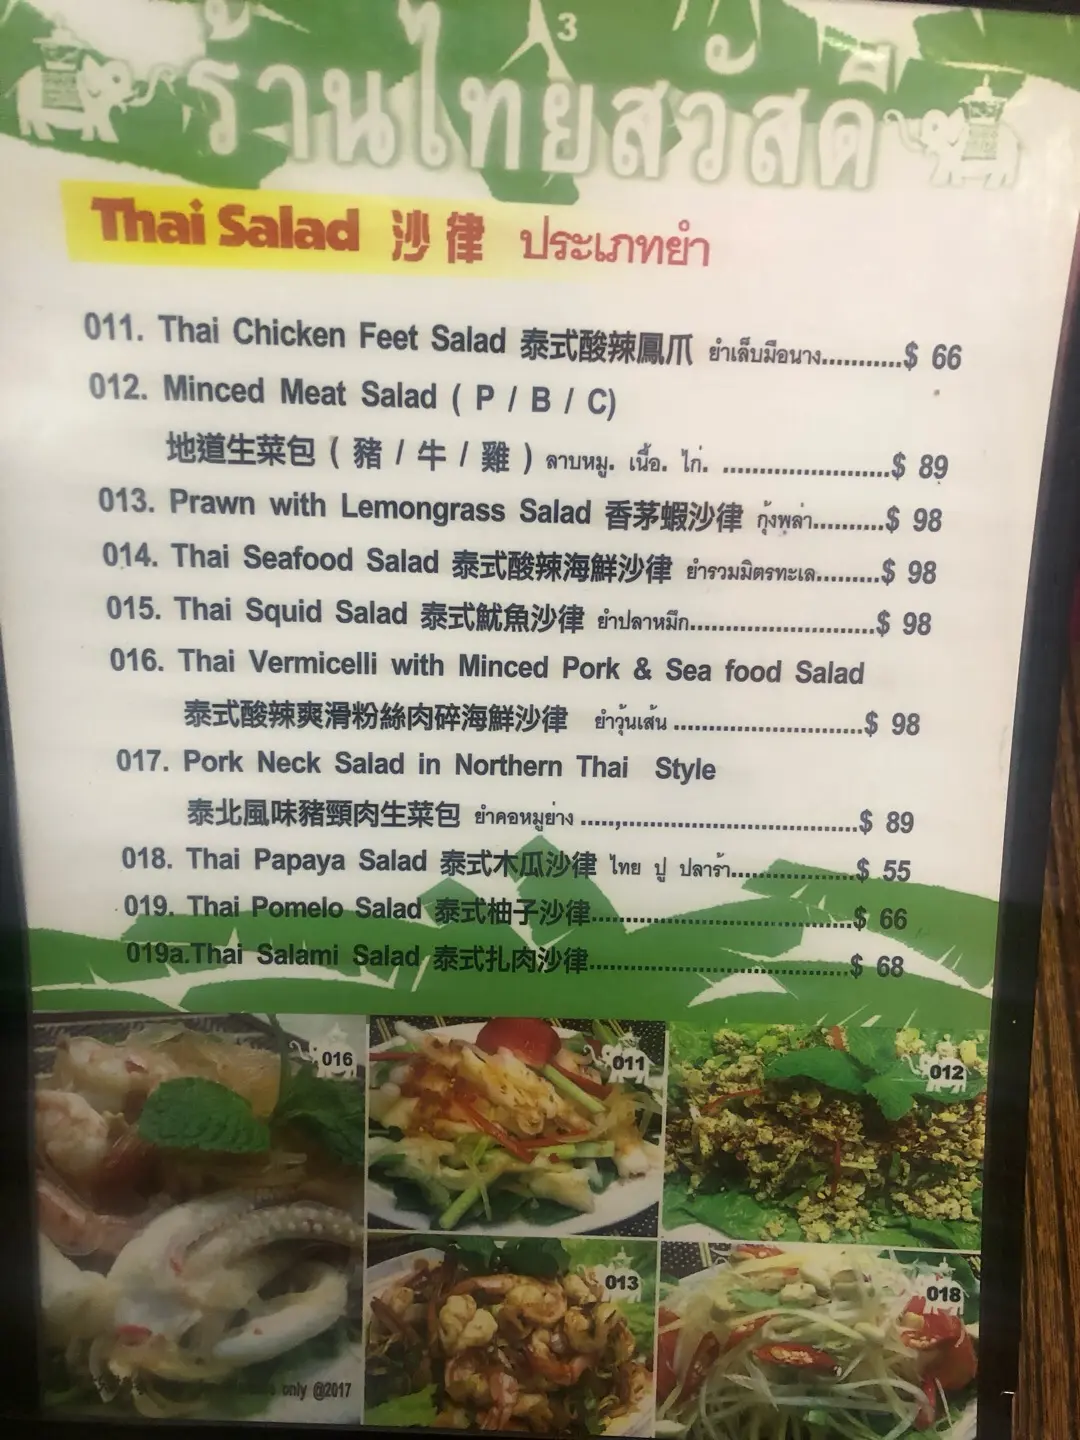 3
ร้านไทยสวัสดี
Thai Salad 沙律 ประเภทยำ
011. Thai Chicken Feet Salad 泰式酸辣鳳爪 ยำเล็บมือนาง...........$ 66
012. Minced Meat Salad ( P / B / C)
地道生菜包 ( 豬 / 牛 / 雞 ) ลาบหมู. เนื้อ. ไก่. .......................$ 89
013. Prawn with Lemongrass Salad 香茅蝦沙律 กุ้งพล่า..........$ 98
014. Thai Seafood Salad 泰式酸辣海鮮沙律 ยำรวมมิตรทะเล.........$ 98
015. Thai Squid Salad 泰式魷魚沙律 ยำปลาหมึก..........................$ 98
016. Thai Vermicelli with Minced Pork & Sea food Salad
泰式酸辣爽滑粉絲肉碎海鮮沙律 ยำวุ้นเส้น ..........................$ 98
017. Pork Neck Salad in Northern Thai Style
泰北風味豬頸肉生菜包 ยำคอหมูย่าง .....,.................................$ 89
018. Thai Papaya Salad 泰式木瓜沙律 ไทย ปู ปลาร้า.................$ 55
019. Thai Pomelo Salad 泰式柚子沙律....................................$ 66
019a.Thai Salami Salad 泰式扎肉沙律....................................$ 68
016
011
012
013
018
only @2017